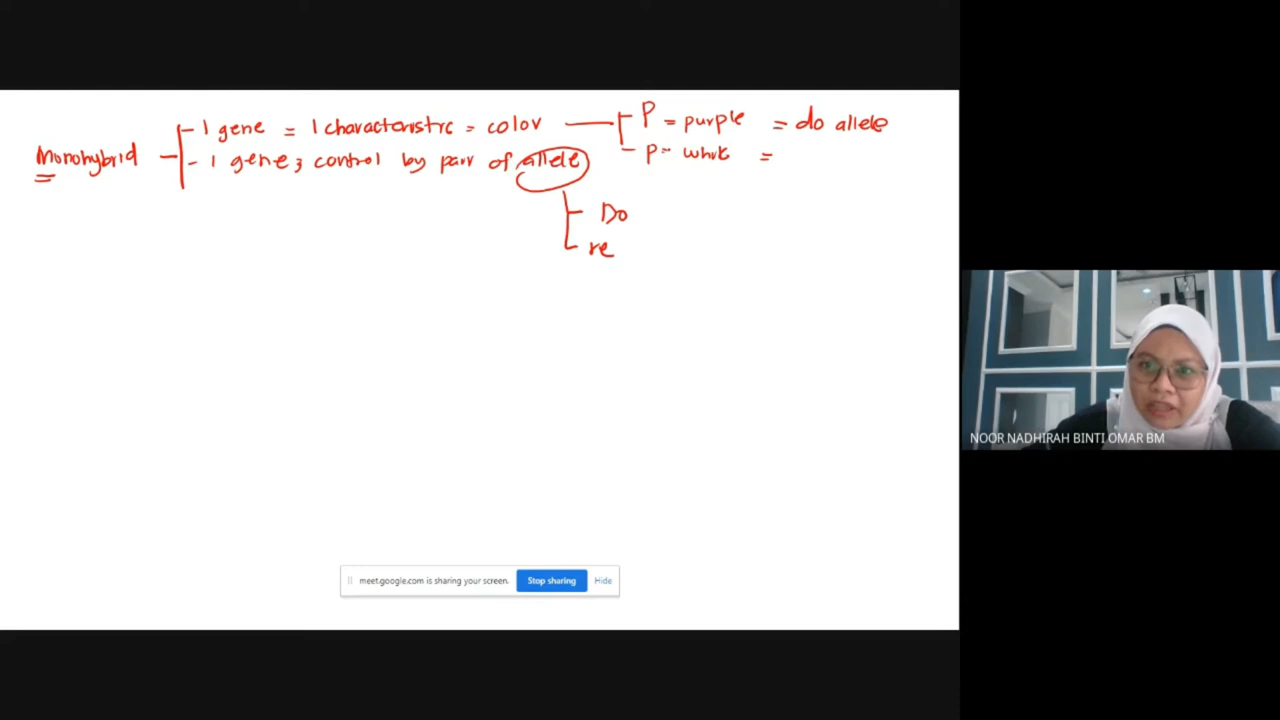 1 gene = 1 characteristic = color P = purple = do allele
Monohybrid - 1 gene; control by pair of allele p = white =
Do
re
NOOR NADHIRAH BINTI OMAR BM
meet.google.com is sharing your screen. Stop sharing Hide